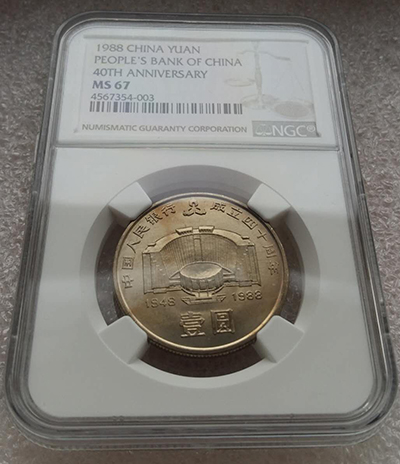 1988 CHINA YUAN
PEOPLE'S BANK OF CHINA
40TH ANNIVERSARY
MS 67
4567354-003
NUMISMATIC GUARANTY CORPORATION
NGC
中国人民银行 成立四十周年
1948 1988
壹圆